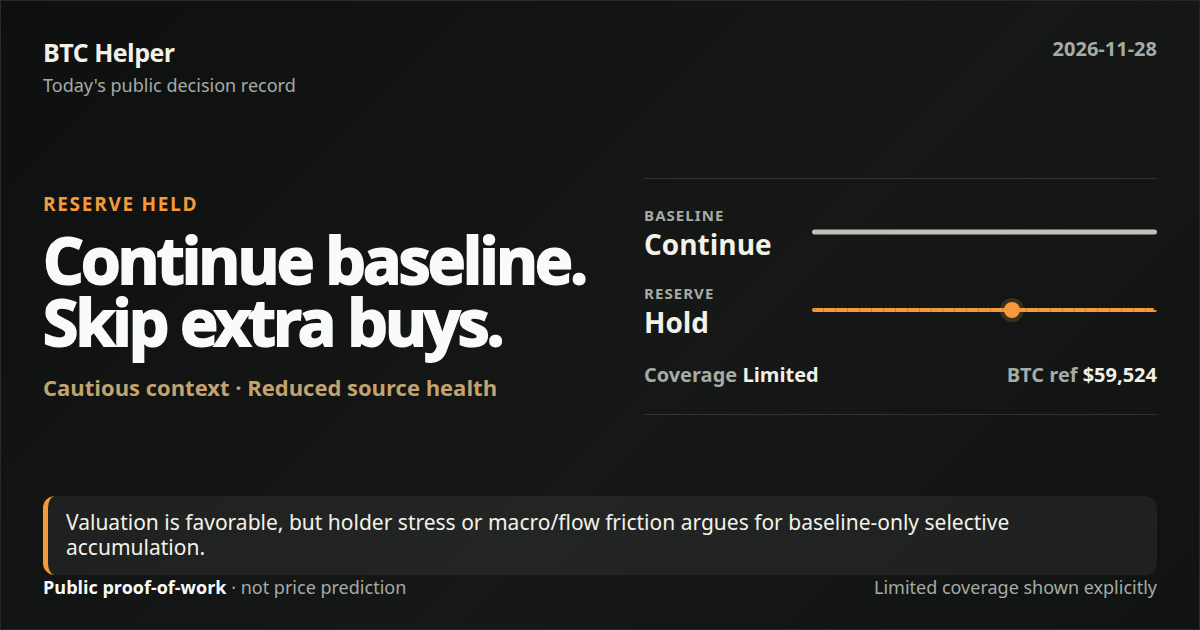 BTC Helper
2026-11-28
Today's public decision record
RESERVE HELD
Continue baseline.
Skip extra buys.
Cautious context · Reduced source health
BASELINE
Continue
RESERVE
Hold
Coverage Limited
BTC ref $59,524
Valuation is favorable, but holder stress or macro/flow friction argues for baseline-only selective
accumulation.
Public proof-of-work · not price prediction
Limited coverage shown explicitly